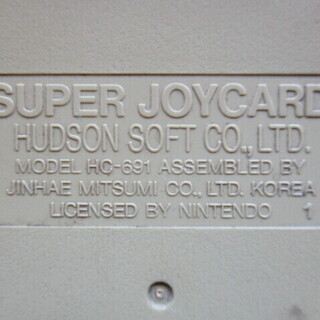 SUPER JOYCARD
HUDSON SOFT CO., LTD.
MODEL HC-691 ASSEMBLED BY
JINHAE MITSUMI CO., LTD. KOREA
LICENSED BY NINTENDO 1